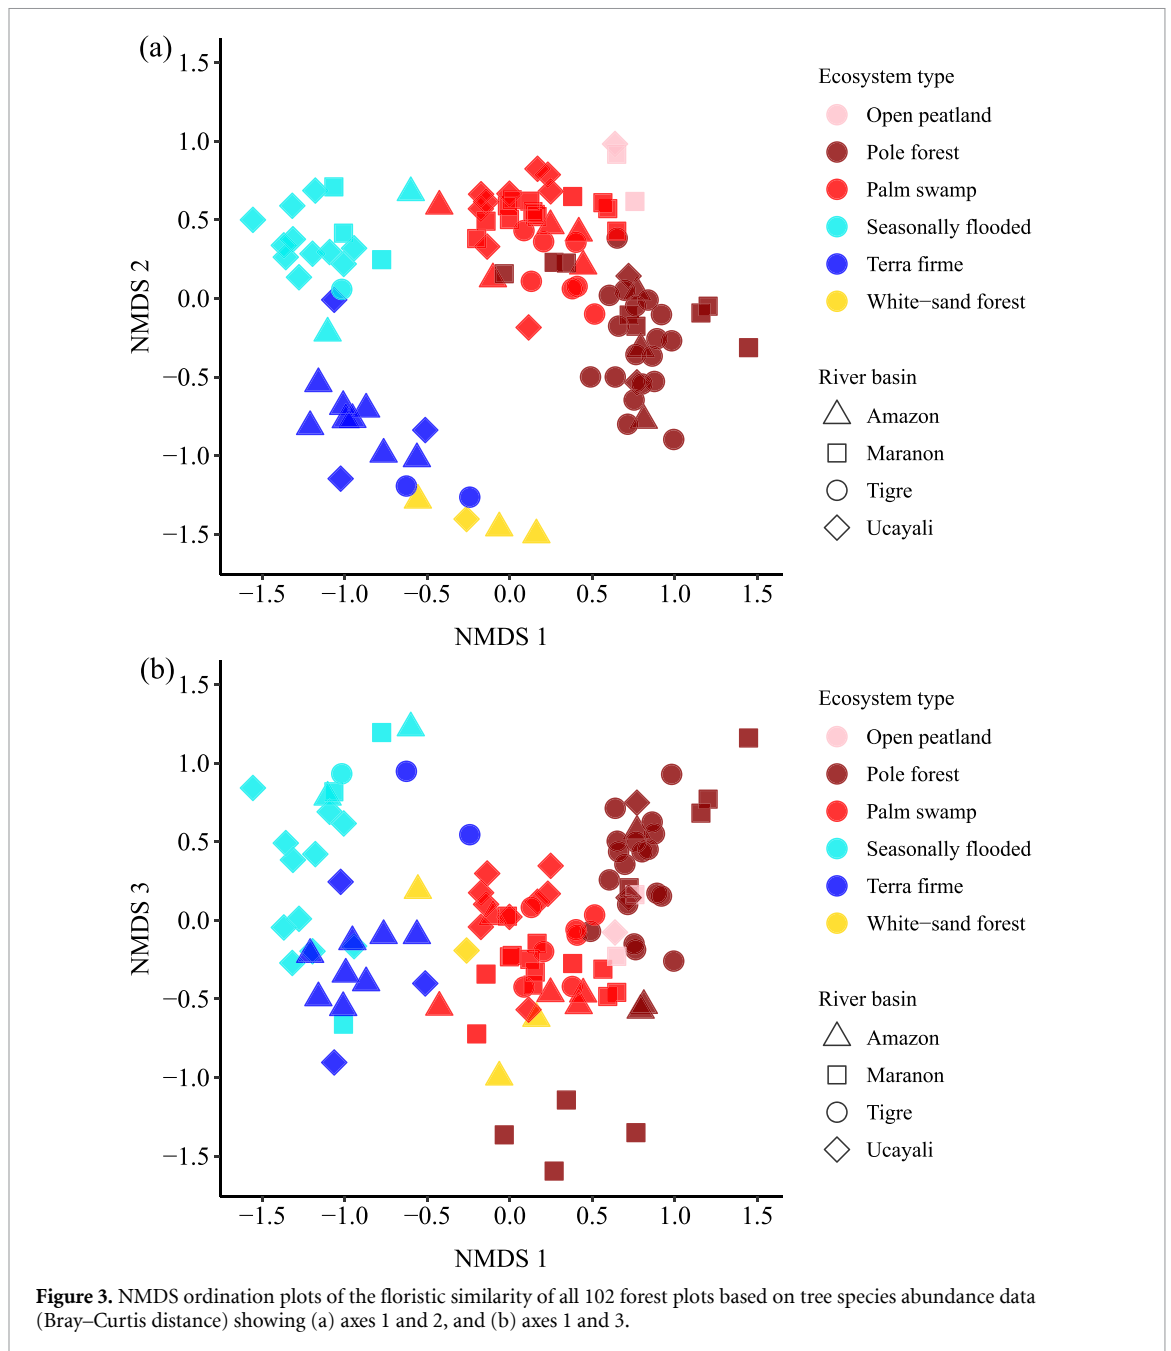 (a)
1.5
1.0
0.5
0.0
−0.5
−1.0
−1.5
NMDS 2
−1.5 −1.0 −0.5 0.0 0.5 1.0 1.5
NMDS 1
Ecosystem type
Open peatland
Pole forest
Palm swamp
Seasonally flooded
Terra firme
White−sand forest
River basin
Amazon
Maranon
Tigre
Ucayali
(b)
1.5
1.0
0.5
0.0
−0.5
−1.0
−1.5
NMDS 3
−1.5 −1.0 −0.5 0.0 0.5 1.0 1.5
NMDS 1
Ecosystem type
Open peatland
Pole forest
Palm swamp
Seasonally flooded
Terra firme
White−sand forest
River basin
Amazon
Maranon
Tigre
Ucayali
Figure 3. NMDS ordination plots of the floristic similarity of all 102 forest plots based on tree species abundance data
(Bray–Curtis distance) showing (a) axes 1 and 2, and (b) axes 1 and 3.